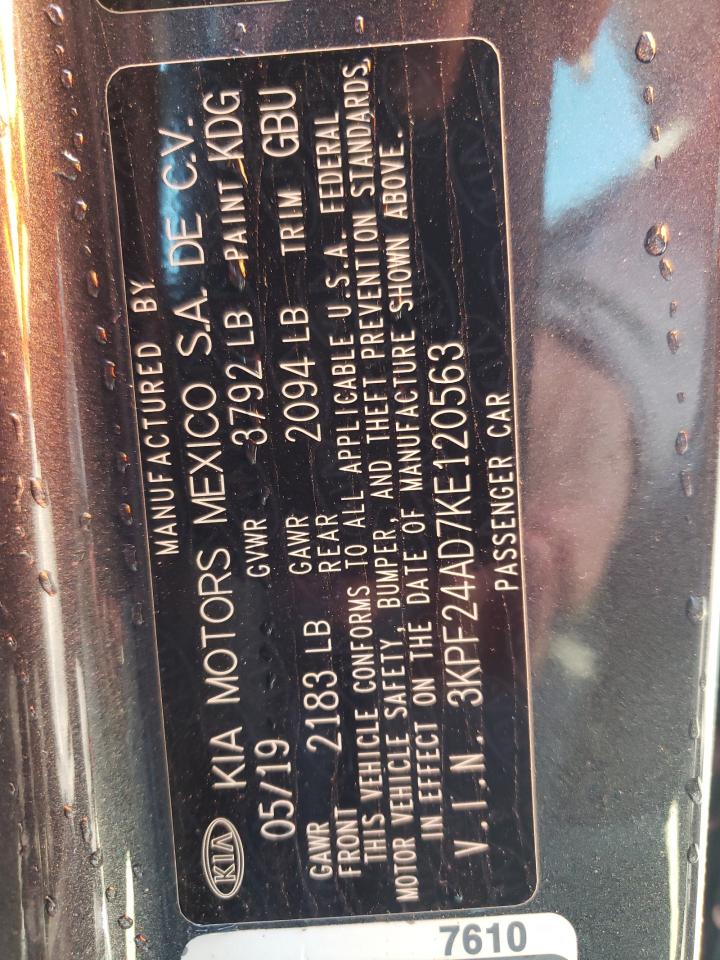 MANUFACTURED BY
KIA KIA MOTORS MEXICO S.A. DE C.V.
05/19 GVWR 3792 LB PAINT KDG
GAWR FRONT 2183 LB GAWR REAR 2094 LB TRIM GBU
THIS VEHICLE CONFORMS TO ALL APPLICABLE U.S.A. FEDERAL
MOTOR VEHICLE SAFETY, BUMPER, AND THEFT PREVENTION STANDARDS
IN EFFECT ON THE DATE OF MANUFACTURE SHOWN ABOVE.
V.I.N. 3KPF24AD7KE120563
PASSENGER CAR
7610